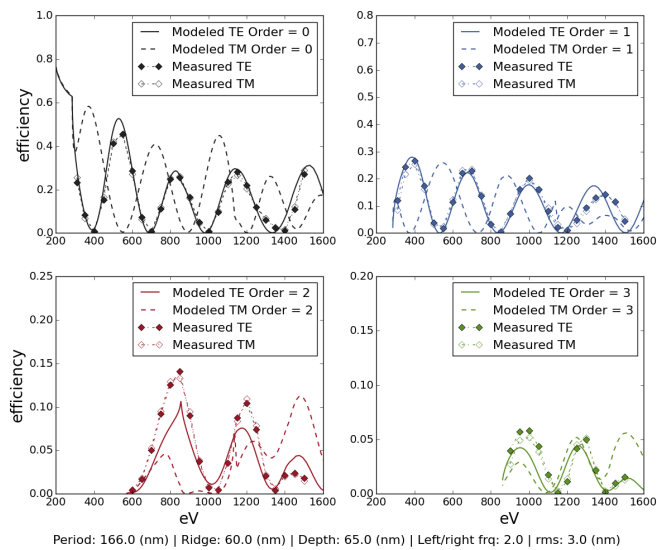 1.0
0.8
0.6
0.4
0.2
0.0
200 400 600 800 1000 1200 1400 1600
efficiency
Modeled TE Order = 0
Modeled TM Order = 0
Measured TE
Measured TM
0.8
0.7
0.6
0.5
0.4
0.3
0.2
0.1
0.0
200 400 600 800 1000 1200 1400 1600
Modeled TE Order = 1
Modeled TM Order = 1
Measured TE
Measured TM
0.25
0.20
0.15
0.10
0.05
0.00
200 400 600 800 1000 1200 1400 1600
efficiency
eV
Modeled TE Order = 2
Modeled TM Order = 2
Measured TE
Measured TM
0.20
0.15
0.10
0.05
0.00
200 400 600 800 1000 1200 1400 1600
eV
Modeled TE Order = 3
Modeled TM Order = 3
Measured TE
Measured TM
Period: 166.0 (nm) | Ridge: 60.0 (nm) | Depth: 65.0 (nm) | Left/right frq: 2.0 | rms: 3.0 (nm)